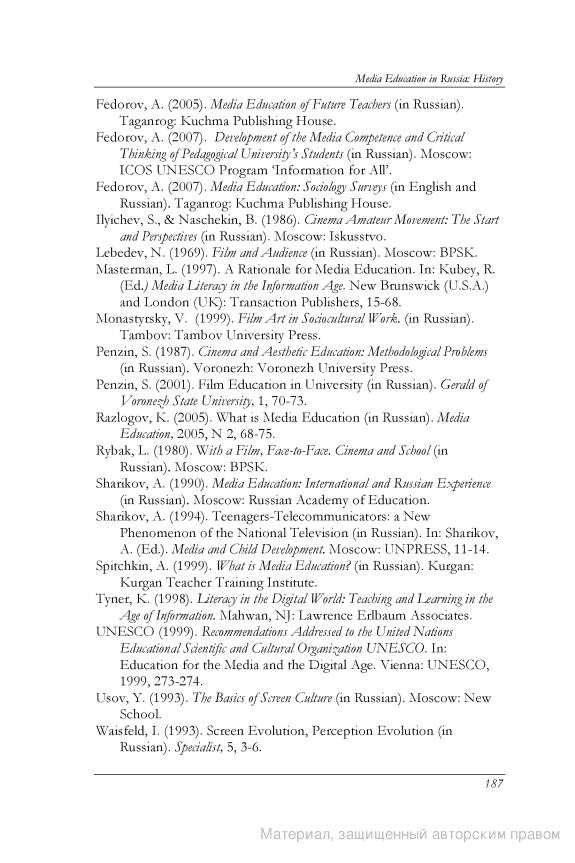 Media Education in Russia: History
Fedorov, A. (2005). Media Education of Future Teachers (in Russian).
Taganrog: Kuchma Publishing House.
Fedorov, A. (2007). Development of the Media Competence and Critical
Thinking of Pedagogical University's Students (in Russian). Moscow:
ICOS UNESCO Program ‘Information for All’.
Fedorov, A. (2007). Media Education: Sociology Surveys (in English and
Russian). Taganrog: Kuchma Publishing House.
Ilyichev, S., & Naschekin, B. (1986). Cinema Amateur Movement: The Start
and Perspectives (in Russian). Moscow: Iskusstvo.
Lebedev, N. (1969). Film and Audience (in Russian). Moscow: BPSK.
Masterman, L. (1997). A Rationale for Media Education. In: Kubey, R.
(Ed.) Media Literacy in the Information Age. New Brunswick (U.S.A.)
and London (UK): Transaction Publishers, 15-68.
Monastyrsky, V. (1999). Film Art in Sociocultural Work. (in Russian).
Tambov: Tambov University Press.
Penzin, S. (1987). Cinema and Aesthetic Education: Methodological Problems
(in Russian). Voronezh: Voronezh University Press.
Penzin, S. (2001). Film Education in University (in Russian). Gerald of
Voronezh State University, 1, 70-73.
Razlogov, K. (2005). What is Media Education (in Russian). Media
Education, 2005, N 2, 68-75.
Rybak, L. (1980). With a Film, Face-to-Face. Cinema and School (in
Russian). Moscow: BPSK.
Sharikov, A. (1990). Media Education: International and Russian Experience
(in Russian). Moscow: Russian Academy of Education.
Sharikov, A. (1994). Teenagers-Telecommunicators: a New
Phenomenon of the National Television (in Russian). In: Sharikov,
A. (Ed.). Media and Child Development. Moscow: UNPRESS, 11-14.
Spitchkin, A. (1999). What is Media Education? (in Russian). Kurgan:
Kurgan Teacher Training Institute.
Tyner, K. (1998). Literacy in the Digital World: Teaching and Learning in the
Age of Information. Mahwan, NJ: Lawrence Erlbaum Associates.
UNESCO (1999). Recommendations Addressed to the United Nations
Educational Scientific and Cultural Organization UNESCO. In:
Education for the Media and the Digital Age. Vienna: UNESCO,
1999, 273-274.
Usov, Y. (1993). The Basics of Screen Culture (in Russian). Moscow: New
School.
Waisfeld, I. (1993). Screen Evolution, Perception Evolution (in
Russian). Specialist, 5, 3-6.
187
Материал, защищенный авторским правом